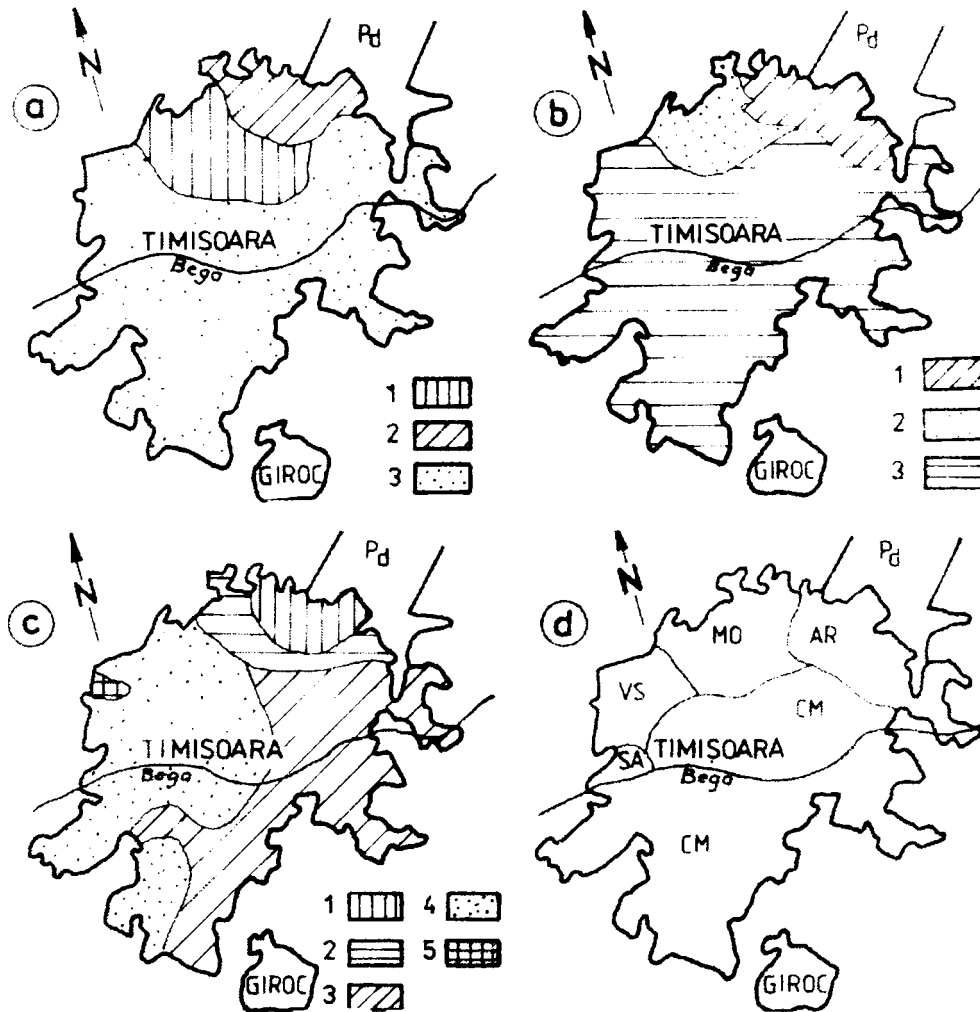 N
Pd
a
TIMISOARA
Bega
1
2
3
GIROC
N
Pd
b
TIMISOARA
Bega
1
2
3
GIROC
N
Pd
c
TIMISOARA
Bega
1
2
3
4
5
GIROC
N
Pd
d
MO
AR
VS
CM
SA
TIMISOARA
Bega
CM
GIROC